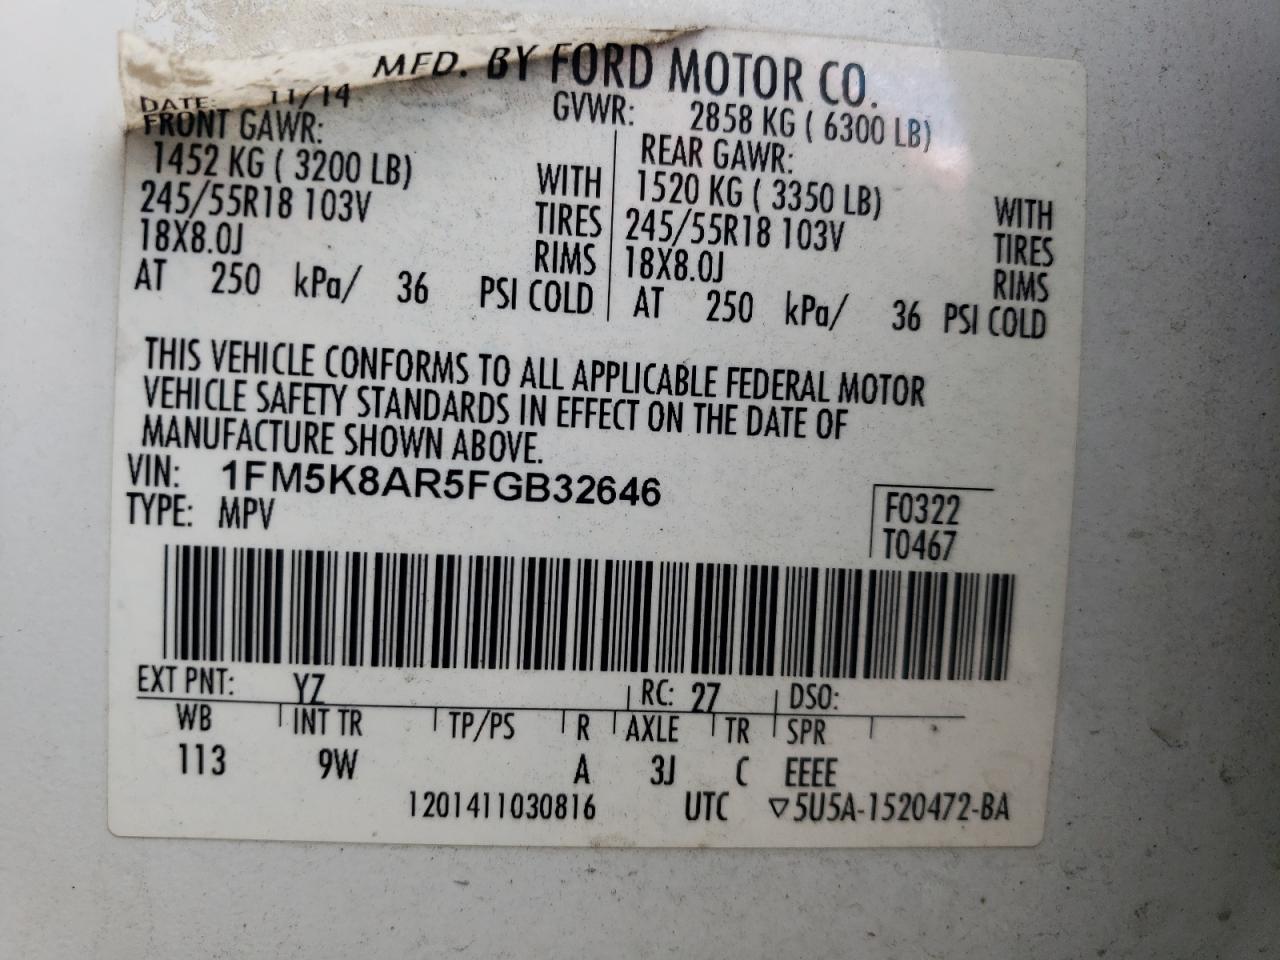 MFD. BY FORD MOTOR CO.
DATE: 11/14 GVWR: 2858 KG ( 6300 LB)
FRONT GAWR: REAR GAWR:
1452 KG ( 3200 LB) WITH 1520 KG ( 3350 LB) WITH
245/55R18 103V TIRES 245/55R18 103V TIRES
18X8.0J RIMS 18X8.0J RIMS
AT 250 kPa/ 36 PSI COLD AT 250 kPa/ 36 PSI COLD
THIS VEHICLE CONFORMS TO ALL APPLICABLE FEDERAL MOTOR
VEHICLE SAFETY STANDARDS IN EFFECT ON THE DATE OF
MANUFACTURE SHOWN ABOVE.
VIN: 1FM5K8AR5FGB32646
TYPE: MPV
F0322
T0467
EXT PNT: YZ RC: 27 DSO:
WB INT TR TP/PS R AXLE TR SPR
113 9W A 3J C EEEE
1201411030816 UTC ▽5U5A-1520472-BA